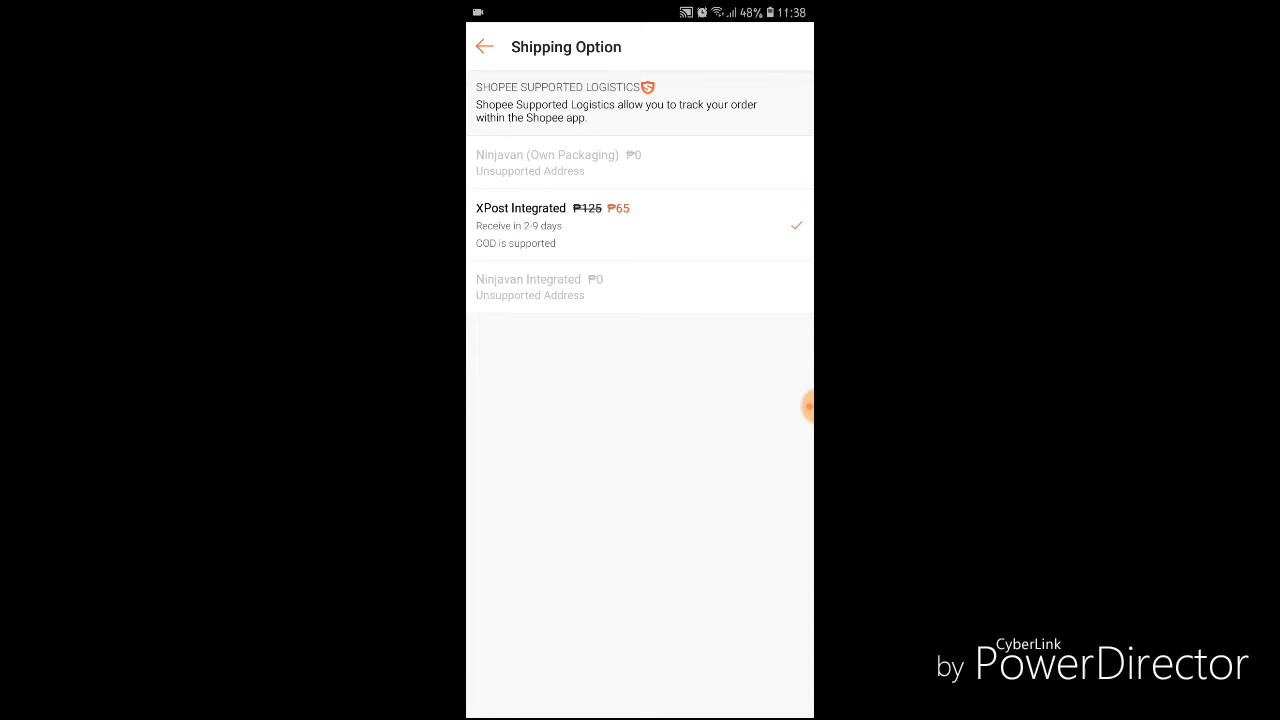 48% 11:38
Shipping Option
SHOPEE SUPPORTED LOGISTICS
Shopee Supported Logistics allow you to track your order
within the Shopee app.
Ninjavan (Own Packaging) ₱0
Unsupported Address
XPost Integrated ₱125 ₱65
Receive in 2-9 days
COD is supported
Ninjavan Integrated ₱0
Unsupported Address
CyberLink
by PowerDirector